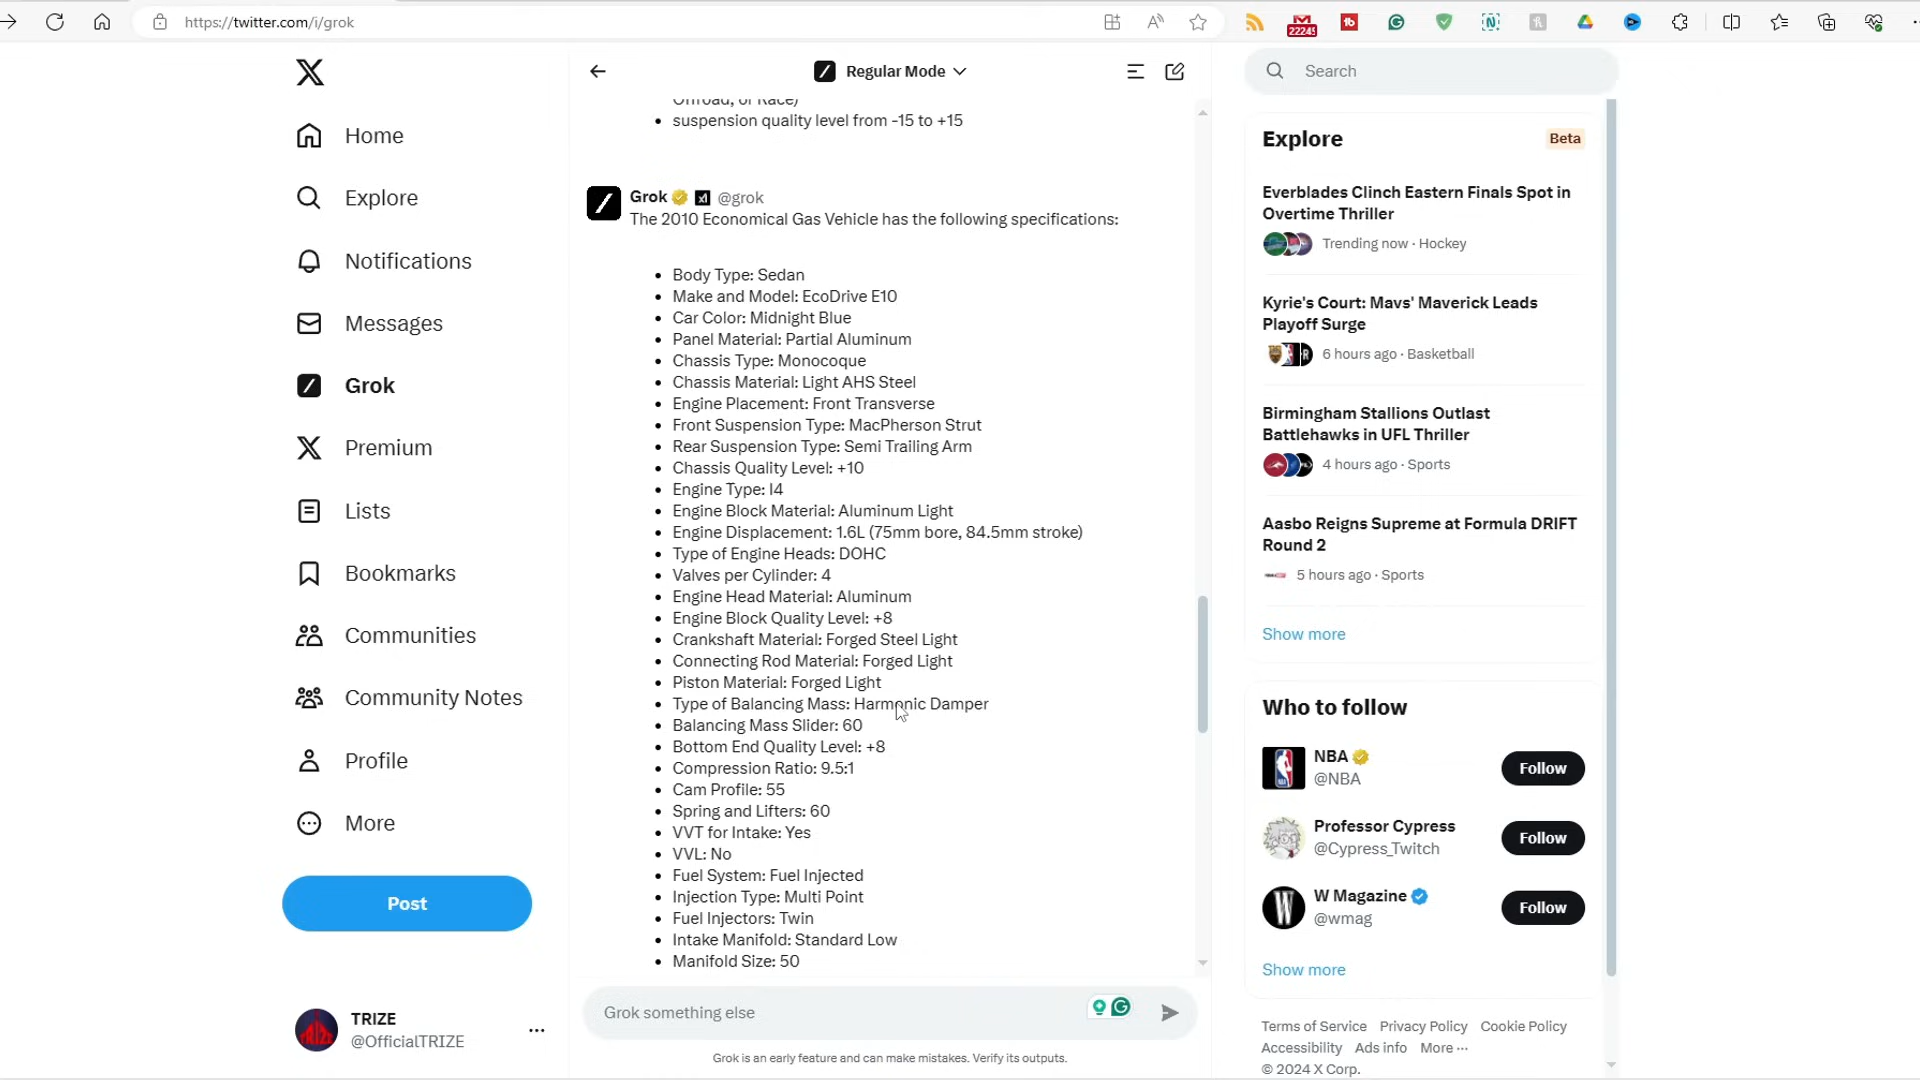 https://twitter.com/i/grok
22245
Home
Explore
Notifications
Messages
Grok
Premium
Lists
Bookmarks
Communities
Community Notes
Profile
More
Post
TRIZE
@OfficialTRIZE
Regular Mode
Offroad, or Race)
• suspension quality level from -15 to +15
Grok @grok
The 2010 Economical Gas Vehicle has the following specifications:
• Body Type: Sedan
• Make and Model: EcoDrive E10
• Car Color: Midnight Blue
• Panel Material: Partial Aluminum
• Chassis Type: Monocoque
• Chassis Material: Light AHS Steel
• Engine Placement: Front Transverse
• Front Suspension Type: MacPherson Strut
• Rear Suspension Type: Semi Trailing Arm
• Chassis Quality Level: +10
• Engine Type: I4
• Engine Block Material: Aluminum Light
• Engine Displacement: 1.6L (75mm bore, 84.5mm stroke)
• Type of Engine Heads: DOHC
• Valves per Cylinder: 4
• Engine Head Material: Aluminum
• Engine Block Quality Level: +8
• Crankshaft Material: Forged Steel Light
• Connecting Rod Material: Forged Light
• Piston Material: Forged Light
• Type of Balancing Mass: Harmonic Damper
• Balancing Mass Slider: 60
• Bottom End Quality Level: +8
• Compression Ratio: 9.5:1
• Cam Profile: 55
• Spring and Lifters: 60
• VVT for Intake: Yes
• VVL: No
• Fuel System: Fuel Injected
• Injection Type: Multi Point
• Fuel Injectors: Twin
• Intake Manifold: Standard Low
• Manifold Size: 50
Grok something else
Grok is an early feature and can make mistakes. Verify its outputs.
Search
Explore Beta
Everblades Clinch Eastern Finals Spot in
Overtime Thriller
Trending now · Hockey
Kyrie's Court: Mavs' Maverick Leads
Playoff Surge
6 hours ago · Basketball
Birmingham Stallions Outlast
Battlehawks in UFL Thriller
4 hours ago · Sports
Aasbo Reigns Supreme at Formula DRIFT
Round 2
5 hours ago · Sports
Show more
Who to follow
NBA
@NBA
Follow
Professor Cypress
@Cypress_Twitch
Follow
W Magazine
@wmag
Follow
Show more
Terms of Service Privacy Policy Cookie Policy
Accessibility Ads info More ···
© 2024 X Corp.